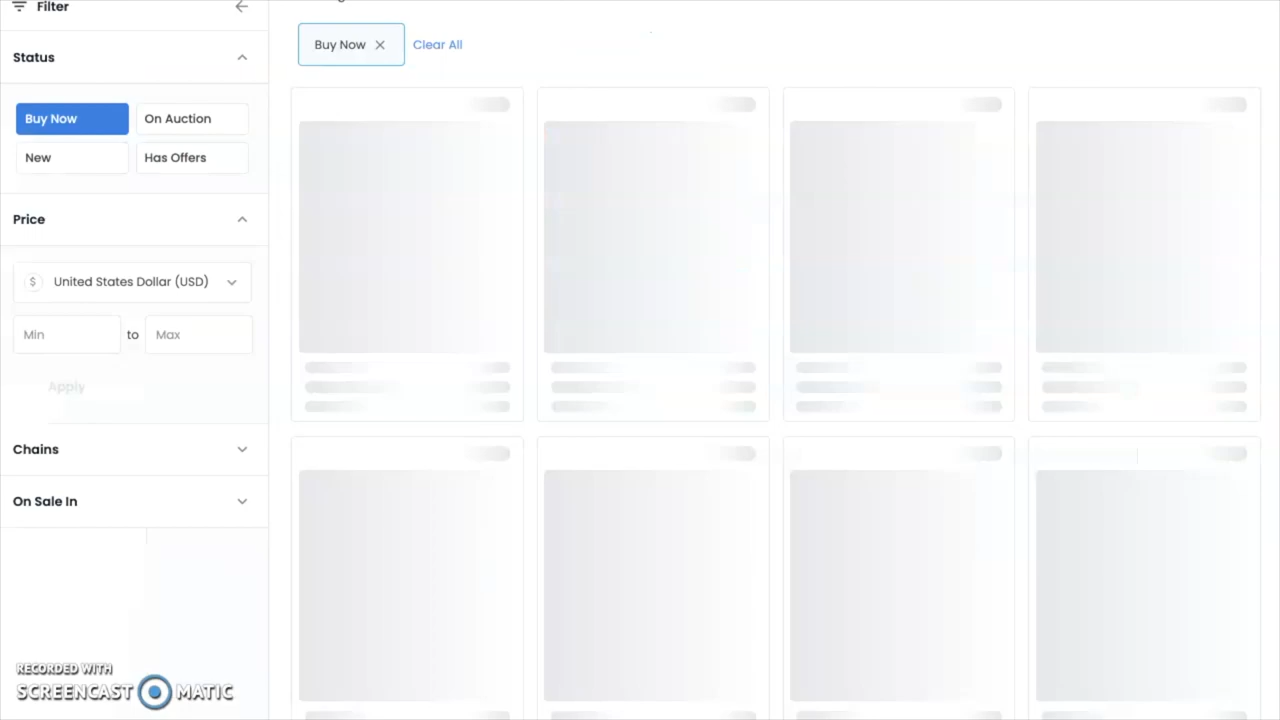 Filter
Buy Now
Clear All
Status
Buy Now
On Auction
New
Has Offers
Price
$ United States Dollar (USD)
Min to Max
Apply
Chains
On Sale In
RECORDED WITH
SCREENCAST MATIC